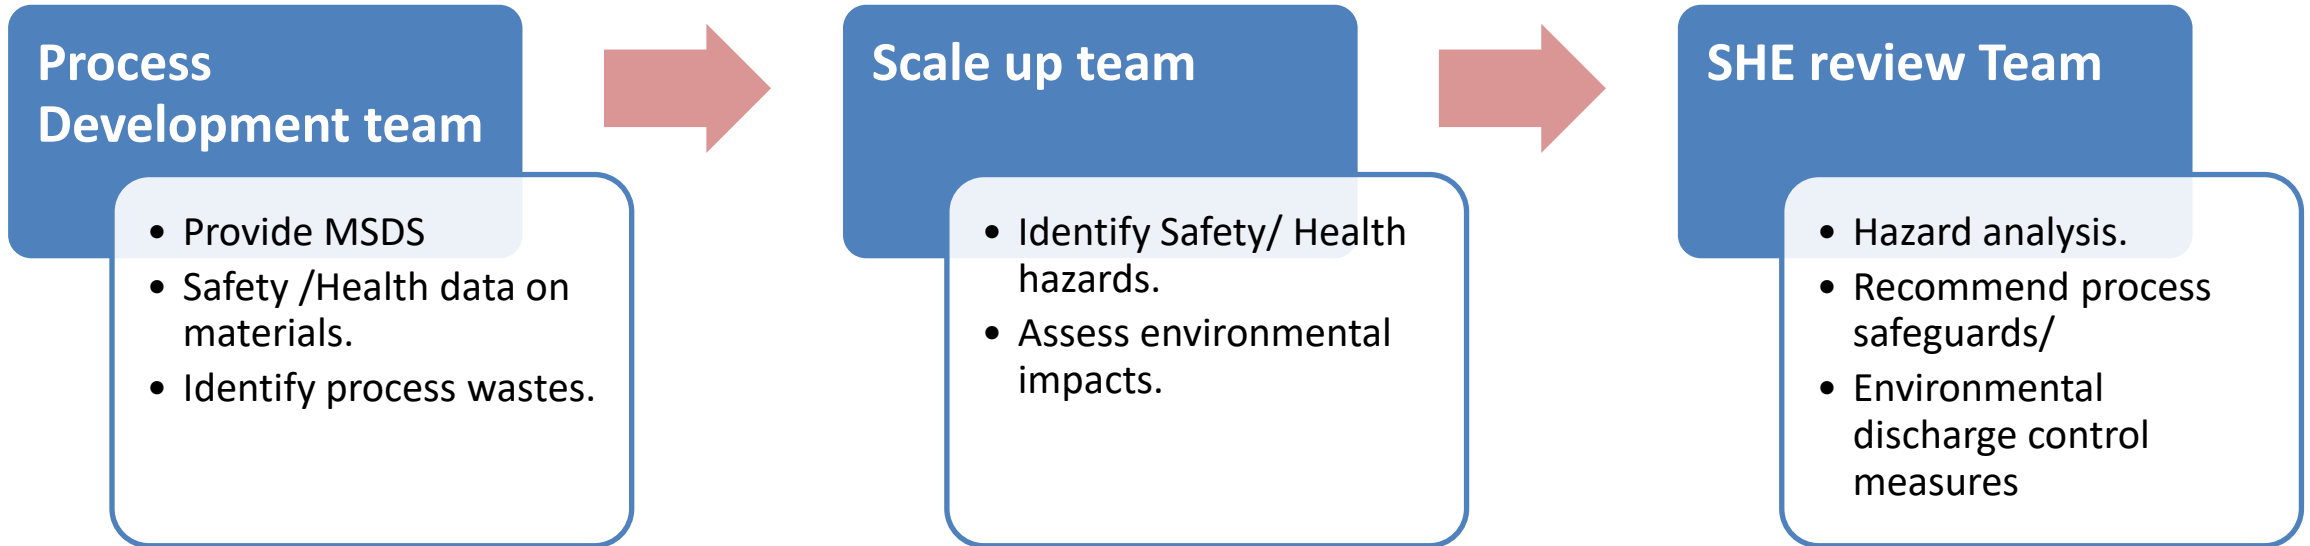 Process
Development team
• Provide MSDS
• Safety /Health data on
materials.
• Identify process wastes.
Scale up team
• Identify Safety/ Health
hazards.
• Assess environmental
impacts.
SHE review Team
• Hazard analysis.
• Recommend process
safeguards/
• Environmental
discharge control
measures